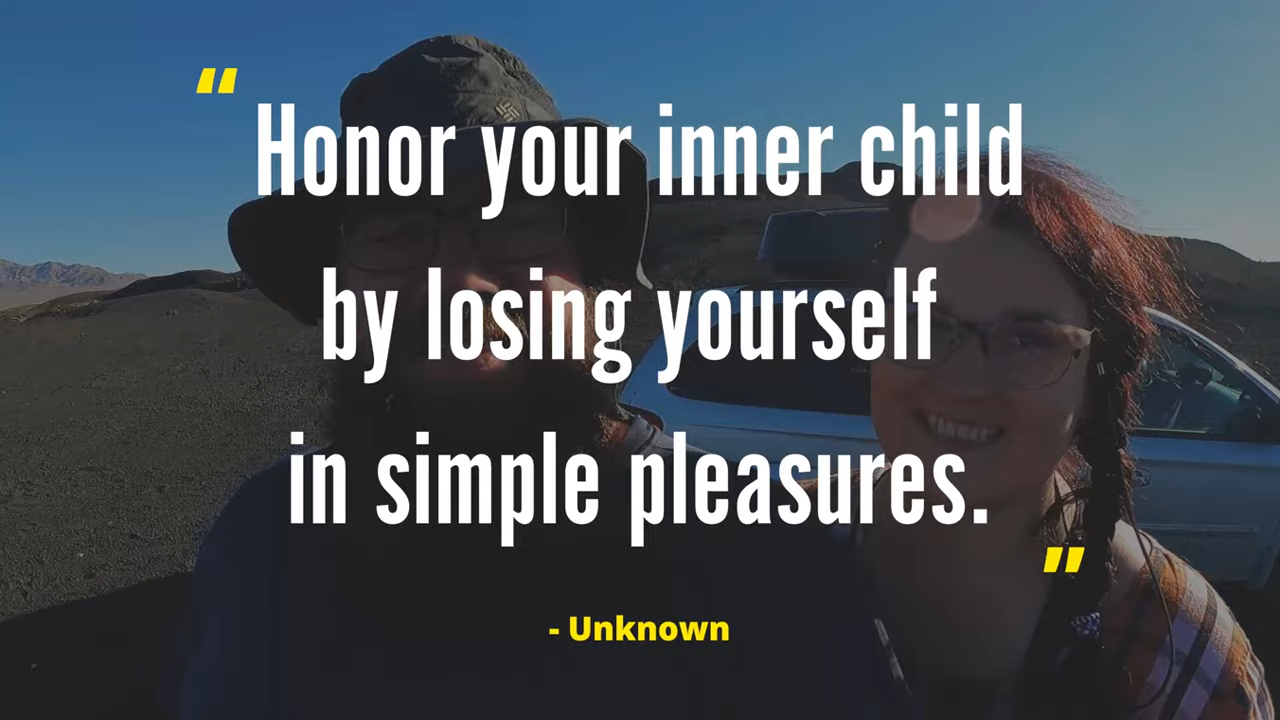 “
Honor your inner child
by losing yourself
in simple pleasures.
”
- Unknown